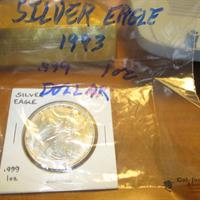 SILVER EAGLE
1993
.999 1oz
DOLLAR
SILVER
EAGLE
.999
1oz.